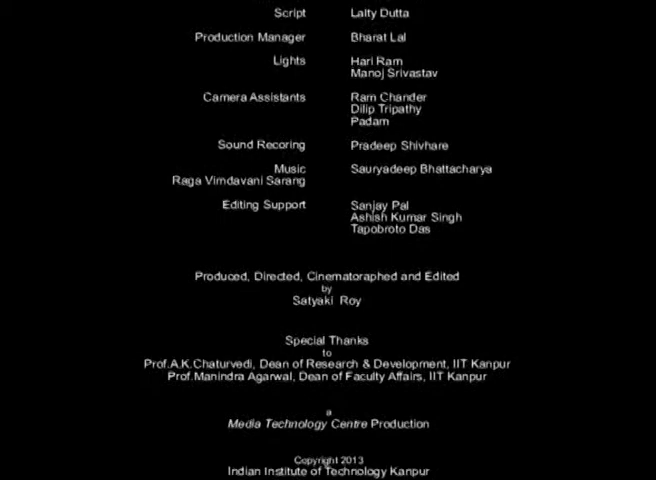 Script Lalty Dutta
Production Manager Bharat Lal
Lights Hari Ram
Manoj Srivastav
Camera Assistants Ram Chander
Dilip Tripathy
Padam
Sound Recoring Pradeep Shivhare
Music Sauryadeep Bhattacharya
Raga Vimdavani Sarang
Editing Support Sanjay Pal
Ashish Kumar Singh
Tapobroto Das
Produced, Directed, Cinematoraphed and Edited
by
Satyaki Roy
Special Thanks
to
Prof.A.K.Chaturvedi, Dean of Research & Development, IIT Kanpur
Prof.Manindra Agarwal, Dean of Faculty Affairs, IIT Kanpur
a
Media Technology Centre Production
Copyright 2013
Indian Institute of Technology Kanpur